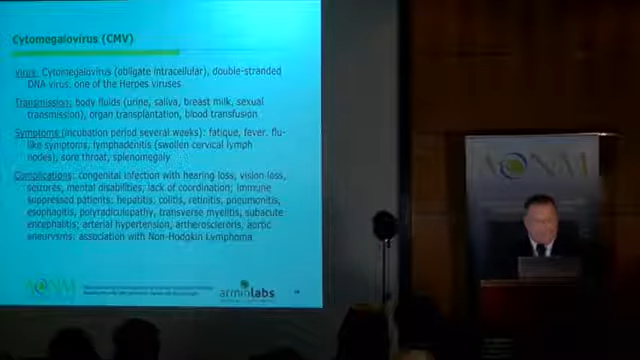 Cytomegalovirus (CMV)
Virus: Cytomegalovirus (obligate intracellular), double-stranded
DNA virus: one of the Herpes viruses
Transmission: body fluids (urine, saliva, breast milk, sexual
transmission), organ transplantation, blood transfusion
Symptoms (incubation period several weeks): fatigue, fever, flu-
like symptoms, lymphadenitis (swollen cervical lymph
nodes), sore throat, splenomegaly
Complications: congenital infection with hearing loss, vision loss,
seizures, mental disabilities, lack of coordination; immune
suppressed patients: hepatitis, colitis, retinitis, pneumonitis,
esophagitis, polyradiculopathy, transverse myelitis, subacute
encephalitis; arterial hypertension, artherosclerosis, aortic
aneurysms; association with Non-Hodgkin Lymphoma
AONM
arminlabs
AONM